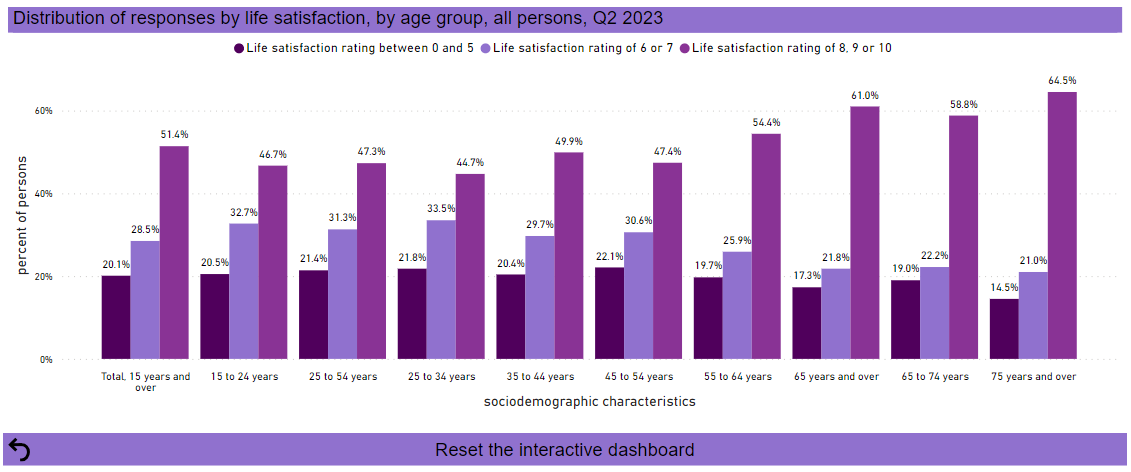 Distribution of responses by life satisfaction, by age group, all persons, Q2 2023
Life satisfaction rating between 0 and 5 Life satisfaction rating of 6 or 7 Life satisfaction rating of 8, 9 or 10
percent of persons
60%
40%
20%
0%
20.1% 28.5% 51.4%
20.5% 32.7% 46.7%
21.4% 31.3% 47.3%
21.8% 33.5% 44.7%
20.4% 29.7% 49.9%
22.1% 30.6% 47.4%
19.7% 25.9% 54.4%
17.3% 21.8% 61.0%
19.0% 22.2% 58.8%
14.5% 21.0% 64.5%
Total, 15 years and
over
15 to 24 years
25 to 54 years
25 to 34 years
35 to 44 years
45 to 54 years
55 to 64 years
65 years and over
65 to 74 years
75 years and over
sociodemographic characteristics
Reset the interactive dashboard